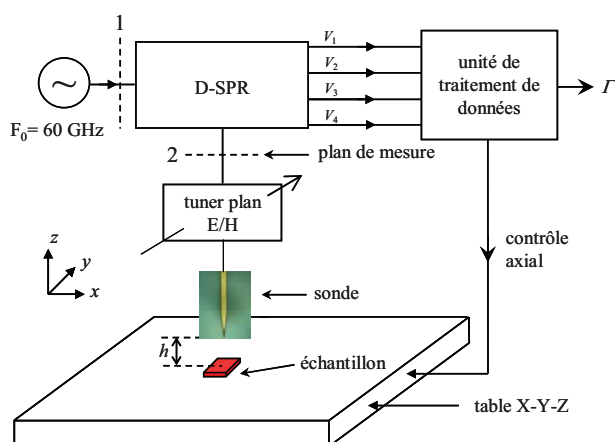 1
V₁
V₂
V₃
V₄
D-SPR
unité de
traitement de
données
Γ
F₀= 60 GHz
2
plan de mesure
tuner plan
E/H
contrôle
axial
z
y
x
sonde
h
échantillon
table X-Y-Z